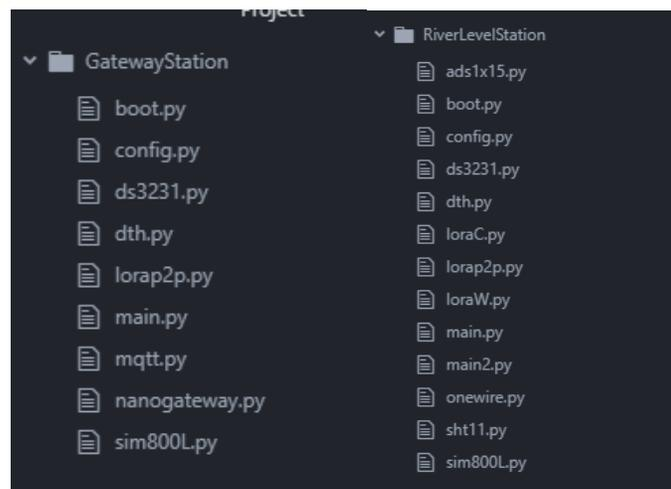 Project
GatewayStation
boot.py
config.py
ds3231.py
dth.py
lorap2p.py
main.py
mqtt.py
nanogateway.py
sim800L.py
RiverLevelStation
ads1x15.py
boot.py
config.py
ds3231.py
dth.py
loraC.py
lorap2p.py
loraW.py
main.py
main2.py
onewire.py
sht11.py
sim800L.py